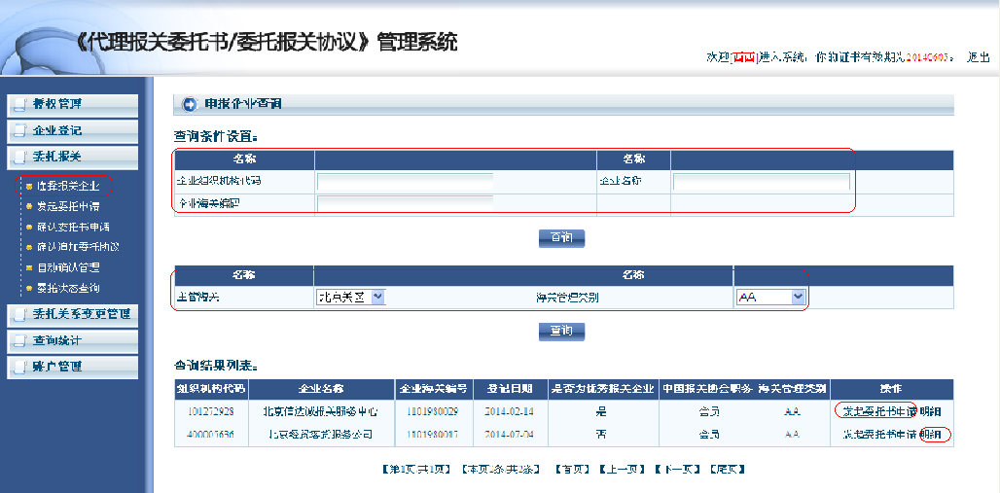 《代理报关委托书/委托报关协议》管理系统
欢迎[西西]进入系统，你的证书有效期为20140605。 退出
授权管理
企业登记
委托报关
选择报关企业
发起委托申请
确认委托书申请
确认追加委托协议
自动确认管理
委托状态查询
委托关系变更管理
查询统计
账户管理
申报企业查询
查询条件设置。
名称 名称
企业组织机构代码 企业名称
企业海关编码
查询
名称 名称
主管海关 北京关区 海关管理类别 AA
查询
查询结果列表。
组织机构代码 企业名称 企业海关编号 登记日期 是否为优秀报关企业 中国报关协会职务 海关管理类别 操作
101272928 北京信达诚报关服务中心 1101980029 2014-02-14 是 会员 AA 发起委托书申请 明细
400005636 2014-07-04 否 会员 AA 发起委托书申请 明细
【第1页/共1页】 【本页2条/共2条】 【首页】 【上一页】 【下一页】 【尾页】